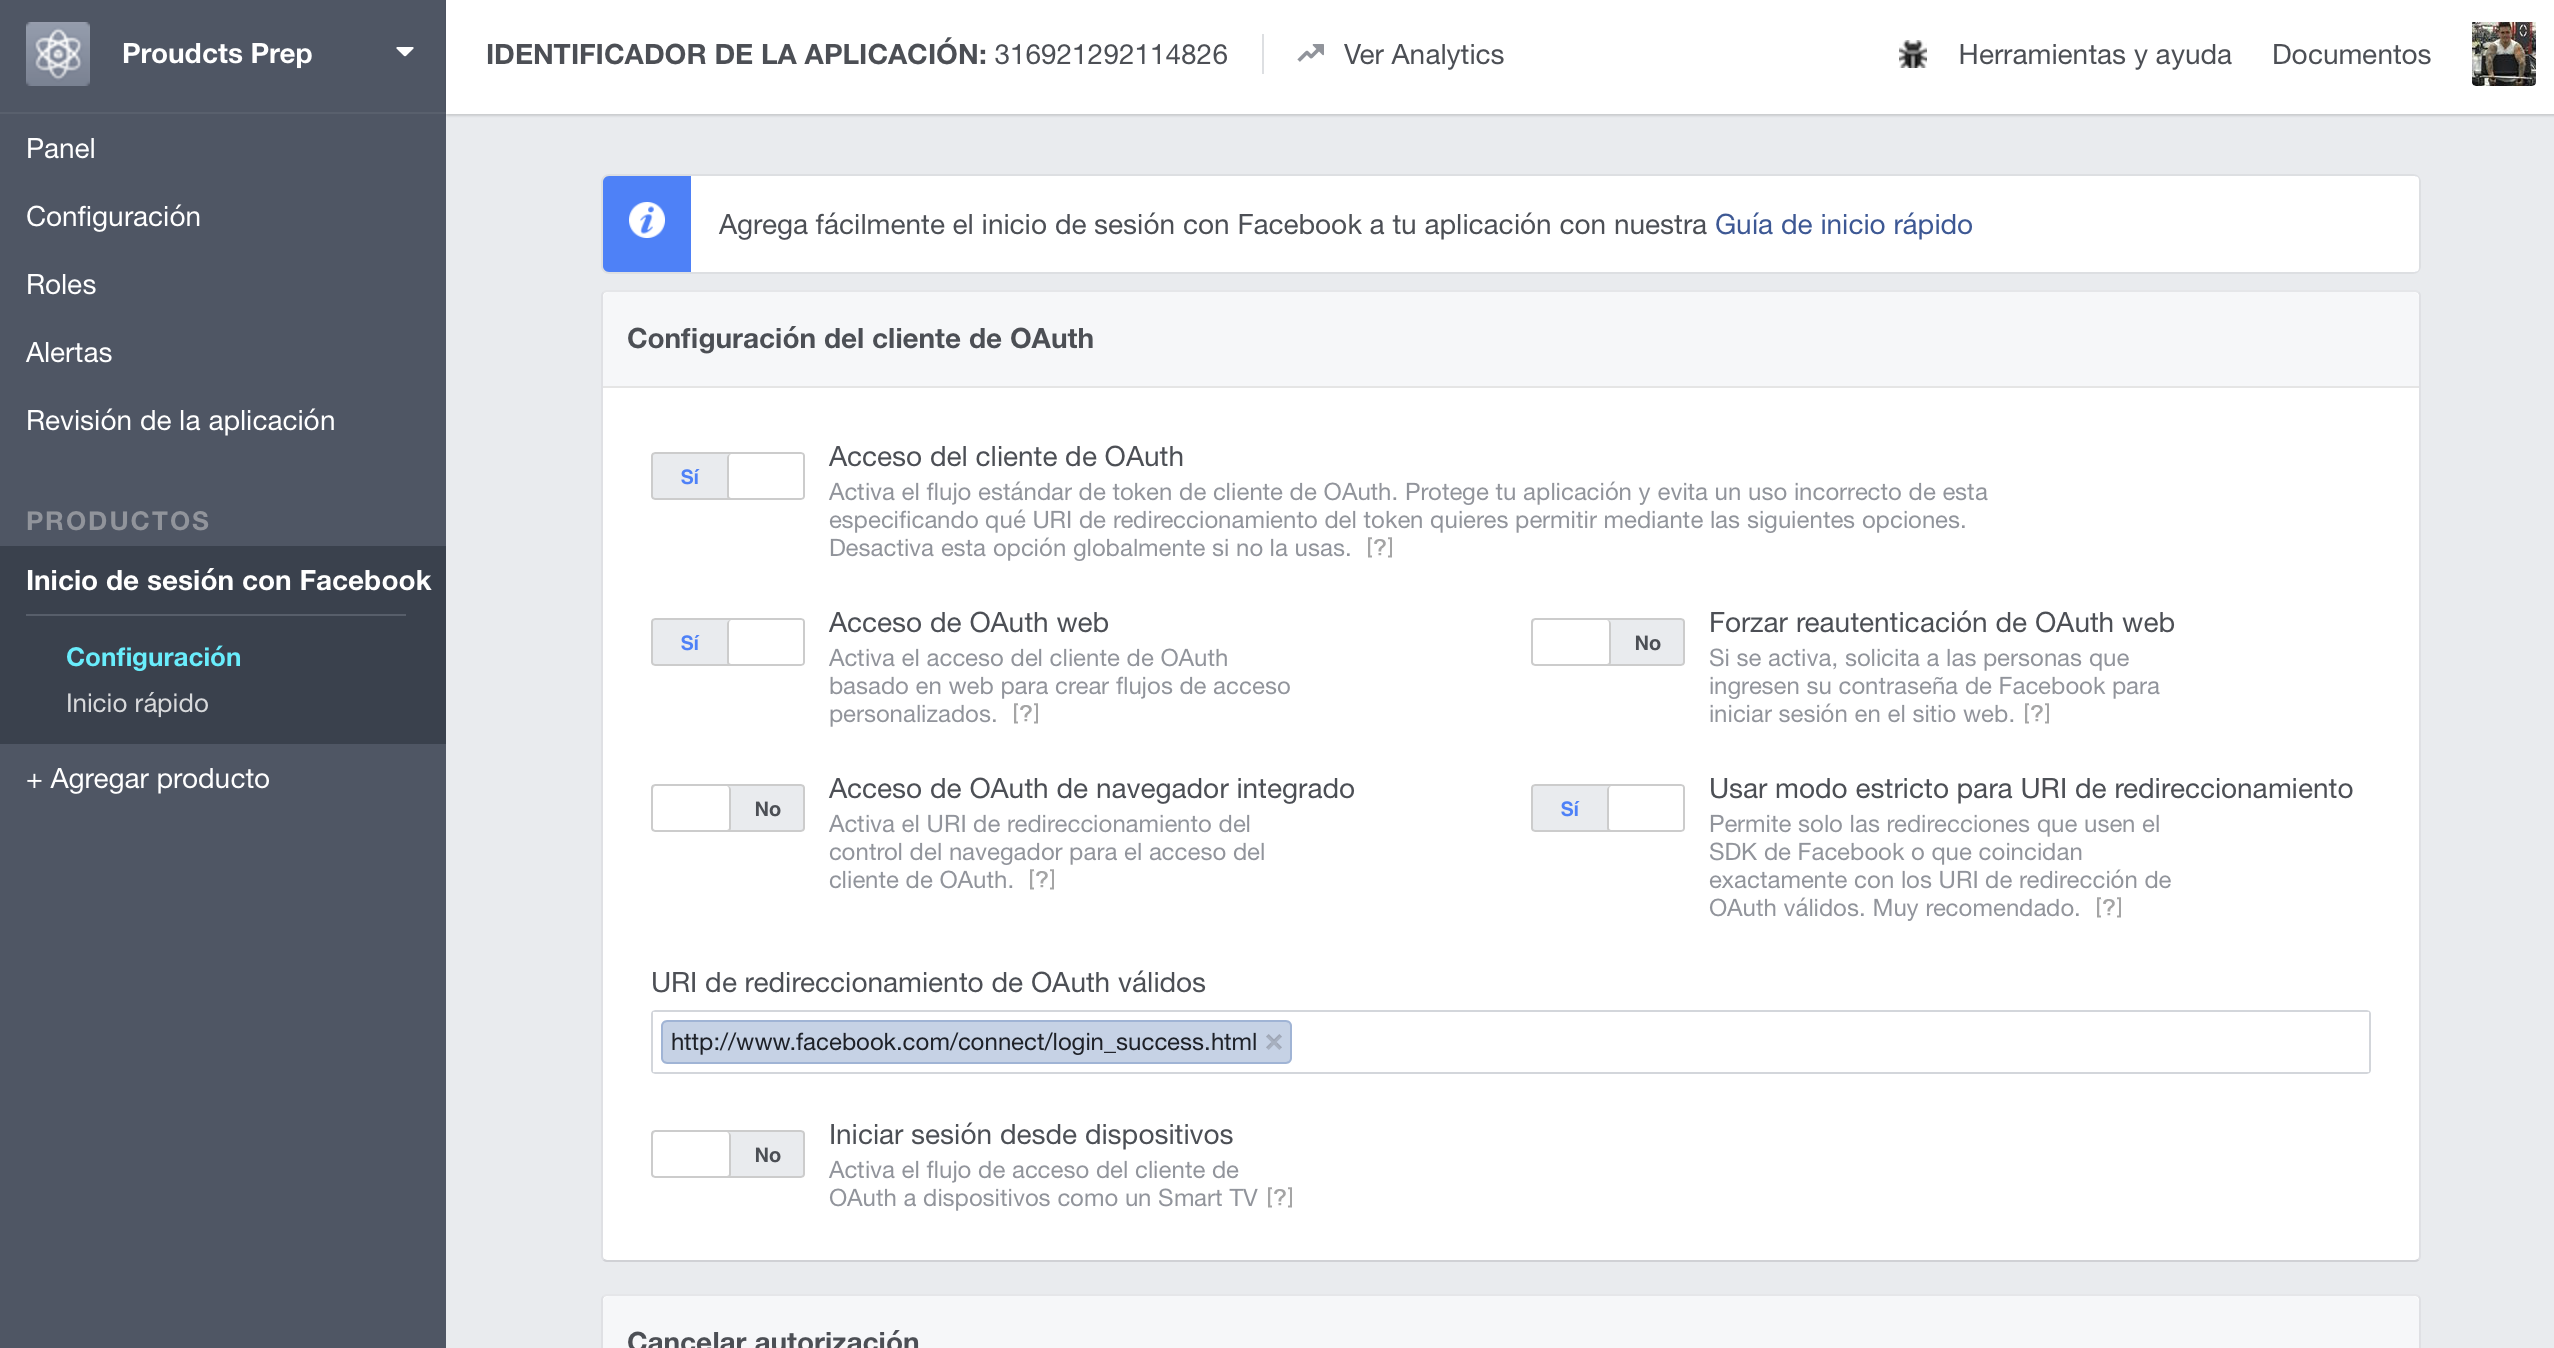 Proudcts Prep
IDENTIFICADOR DE LA APLICACIÓN: 316921292114826
Ver Analytics
Herramientas y ayuda
Documentos
Panel
Configuración
Roles
Alertas
Revisión de la aplicación
PRODUCTOS
Inicio de sesión con Facebook
Configuración
Inicio rápido
+ Agregar producto
Agrega fácilmente el inicio de sesión con Facebook a tu aplicación con nuestra Guía de inicio rápido
Configuración del cliente de OAuth
Sí
Acceso del cliente de OAuth
Activa el flujo estándar de token de cliente de OAuth. Protege tu aplicación y evita un uso incorrecto de esta
especificando qué URI de redireccionamiento del token quieres permitir mediante las siguientes opciones.
Desactiva esta opción globalmente si no la usas. [?]
Sí
Acceso de OAuth web
Activa el acceso del cliente de OAuth
basado en web para crear flujos de acceso
personalizados. [?]
No
Forzar reautenticación de OAuth web
Si se activa, solicita a las personas que
ingresen su contraseña de Facebook para
iniciar sesión en el sitio web. [?]
No
Acceso de OAuth de navegador integrado
Activa el URI de redireccionamiento del
control del navegador para el acceso del
cliente de OAuth. [?]
Sí
Usar modo estricto para URI de redireccionamiento
Permite solo las redirecciones que usen el
SDK de Facebook o que coincidan
exactamente con los URI de redirección de
OAuth válidos. Muy recomendado. [?]
URI de redireccionamiento de OAuth válidos
http://www.facebook.com/connect/login_success.html
No
Iniciar sesión desde dispositivos
Activa el flujo de acceso del cliente de
OAuth a dispositivos como un Smart TV [?]
Cancelar autorización